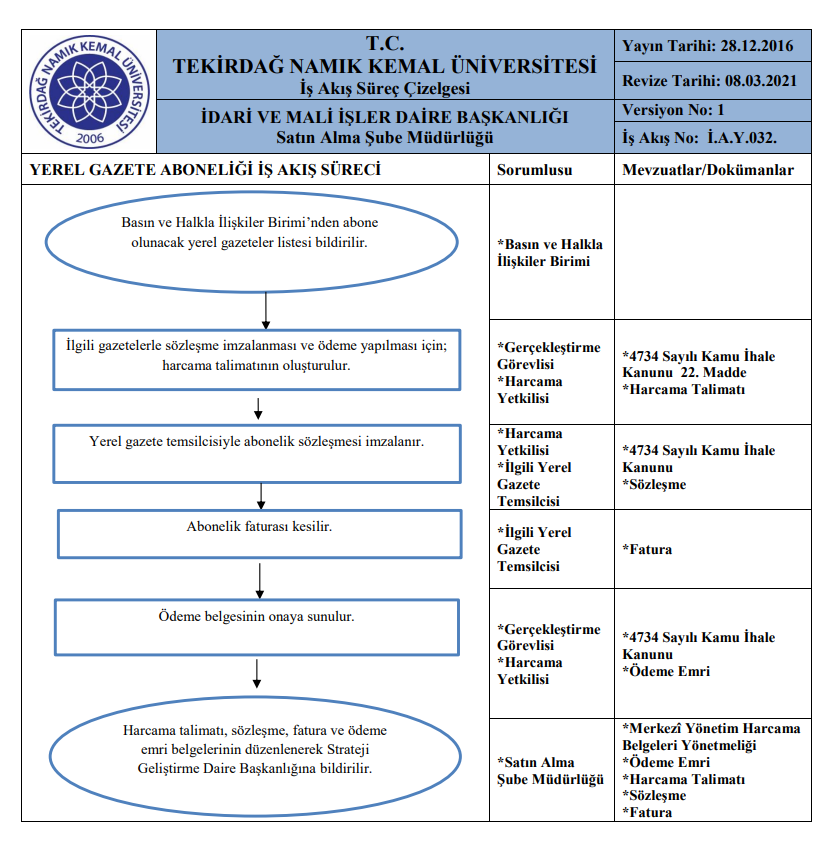 TEKİRDAĞ NAMIK KEMAL ÜNİVERSİTESİ
2006
T.C.
TEKİRDAĞ NAMIK KEMAL ÜNİVERSİTESİ
İş Akış Süreç Çizelgesi
İDARİ VE MALİ İŞLER DAİRE BAŞKANLIĞI
Satın Alma Şube Müdürlüğü
Yayın Tarihi: 28.12.2016
Revize Tarihi: 08.03.2021
Versiyon No: 1
İş Akış No: İ.A.Y.032.
YEREL GAZETE ABONELİĞİ İŞ AKIŞ SÜRECİ
Sorumlusu
Mevzuatlar/Dokümanlar
Basın ve Halkla İlişkiler Birimi’nden abone
olunacak yerel gazeteler listesi bildirilir.
*Basın ve Halkla
İlişkiler Birimi
İlgili gazetelerle sözleşme imzalanması ve ödeme yapılması için;
harcama talimatının oluşturulur.
*Gerçekleştirme
Görevlisi
*Harcama
Yetkilisi
*4734 Sayılı Kamu İhale
Kanunu 22. Madde
*Harcama Talimatı
Yerel gazete temsilcisiyle abonelik sözleşmesi imzalanır.
*Harcama
Yetkilisi
*İlgili Yerel
Gazete
Temsilcisi
*4734 Sayılı Kamu İhale
Kanunu
*Sözleşme
Abonelik faturası kesilir.
*İlgili Yerel
Gazete
Temsilcisi
*Fatura
Ödeme belgesinin onaya sunulur.
*Gerçekleştirme
Görevlisi
*Harcama
Yetkilisi
*4734 Sayılı Kamu İhale
Kanunu
*Ödeme Emri
Harcama talimatı, sözleşme, fatura ve ödeme
emri belgelerinin düzenlenerek Strateji
Geliştirme Daire Başkanlığına bildirilir.
*Satın Alma
Şube Müdürlüğü
*Merkezî Yönetim Harcama
Belgeleri Yönetmeliği
*Ödeme Emri
*Harcama Talimatı
*Sözleşme
*Fatura